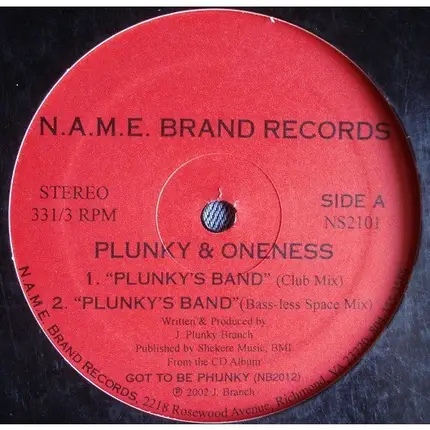 N.A.M.E. BRAND RECORDS
STEREO
331/3 RPM
SIDE A
NS2101
PLUNKY & ONENESS
1. "PLUNKY'S BAND" (Club Mix)
2. "PLUNKY'S BAND" (Bass-less Space Mix)
Written & Produced by
J. Plunky Branch
Published by Shekere Music, BMI
From the CD Album
GOT TO BE PHUNKY (NB2012)
℗ 2002 J. Branch
N.A.M.E. BRAND RECORDS, 2218 Rosewood Avenue, Richmond,